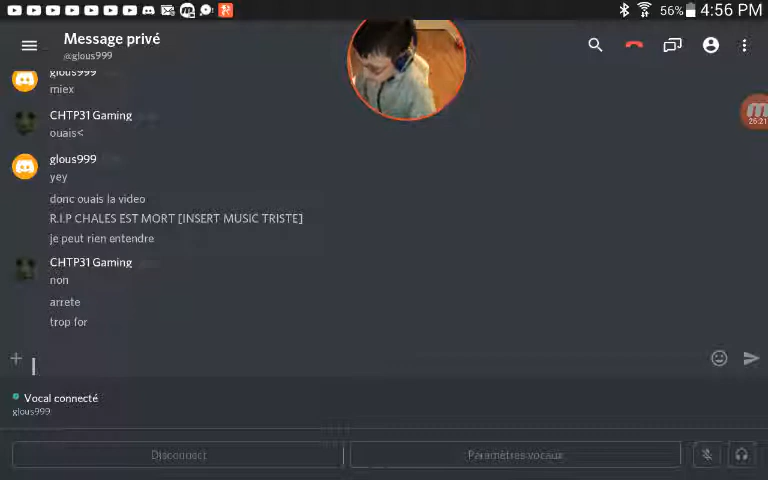 56% 4:56 PM
Message privé
@glous999
glous999
miex
CHTP31 Gaming
ouais<
26:21
glous999
yey
donc ouais la video
R.I.P CHALES EST MORT [INSERT MUSIC TRISTE]
je peut rien entendre
CHTP31 Gaming
non
arrete
trop for
Vocal connecté
glous999
Disconnect
Paramètres vocaux